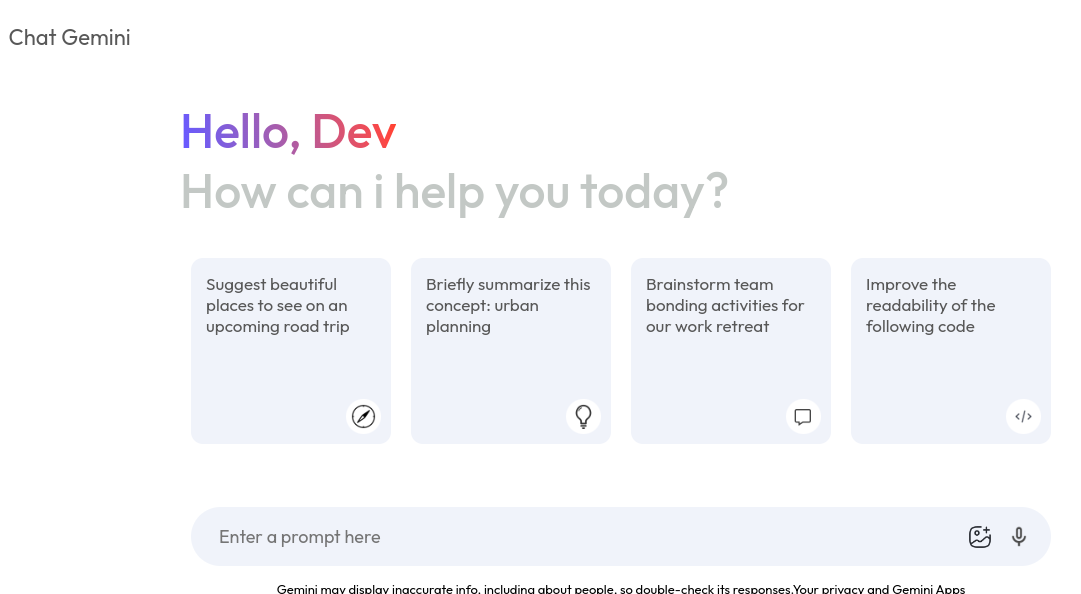 Chat Gemini
Hello, Dev
How can i help you today?
Suggest beautiful
places to see on an
upcoming road trip
Briefly summarize this
concept: urban
planning
Brainstorm team
bonding activities for
our work retreat
Improve the
readability of the
following code
Enter a prompt here
Gemini may display inaccurate info, including about people, so double-check its responses.Your privacy and Gemini Apps